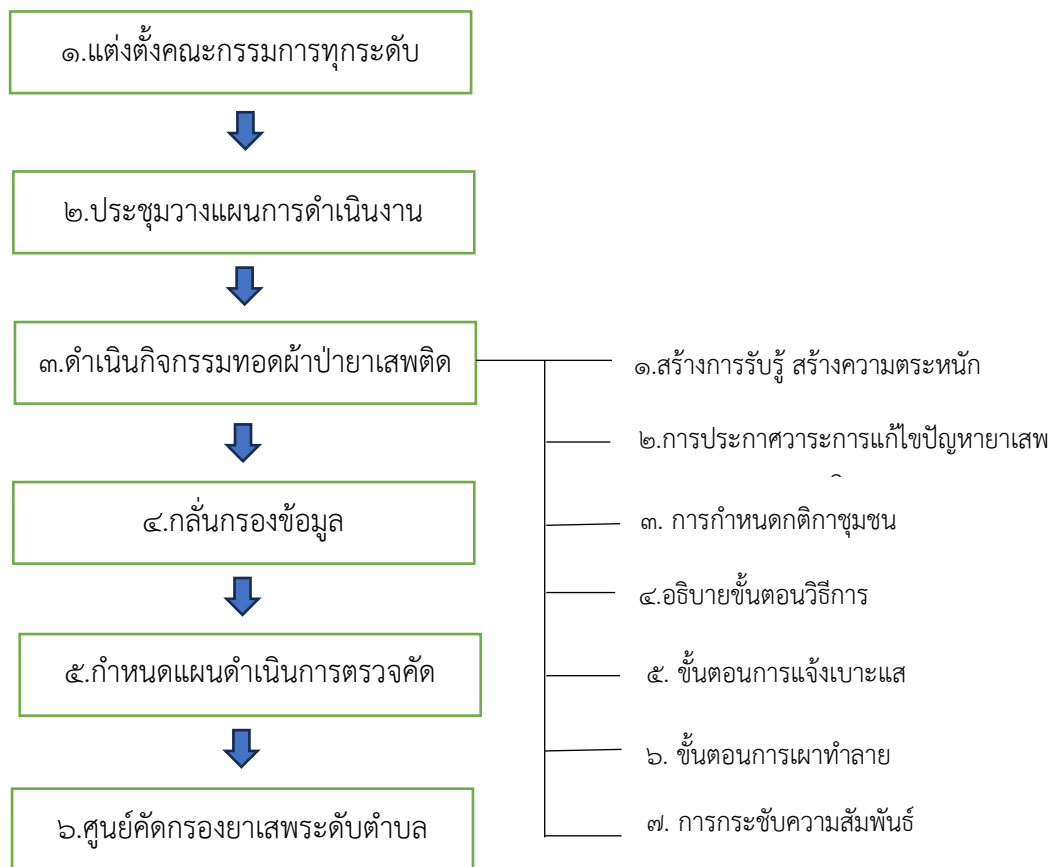 ๑.แต่งตั้งคณะกรรมการทุกระดับ
๒.ประชุมวางแผนการดำเนินงาน
๓.ดำเนินกิจกรรมทอดผ้าป่ายาเสพติด
๔.กลั่นกรองข้อมูล
๕.กำหนดแผนดำเนินการตรวจคัด
๖.ศูนย์คัดกรองยาเสพระดับตำบล
๑.สร้างการรับรู้ สร้างความตระหนัก
๒.การประกาศวาระการแก้ไขปัญหายาเสพ
๓. การกำหนดกติกาชุมชน
๔.อธิบายขั้นตอนวิธีการ
๕. ขั้นตอนการแจ้งเบาะแส
๖. ขั้นตอนการเผาทำลาย
๗. การกระชับความสัมพันธ์